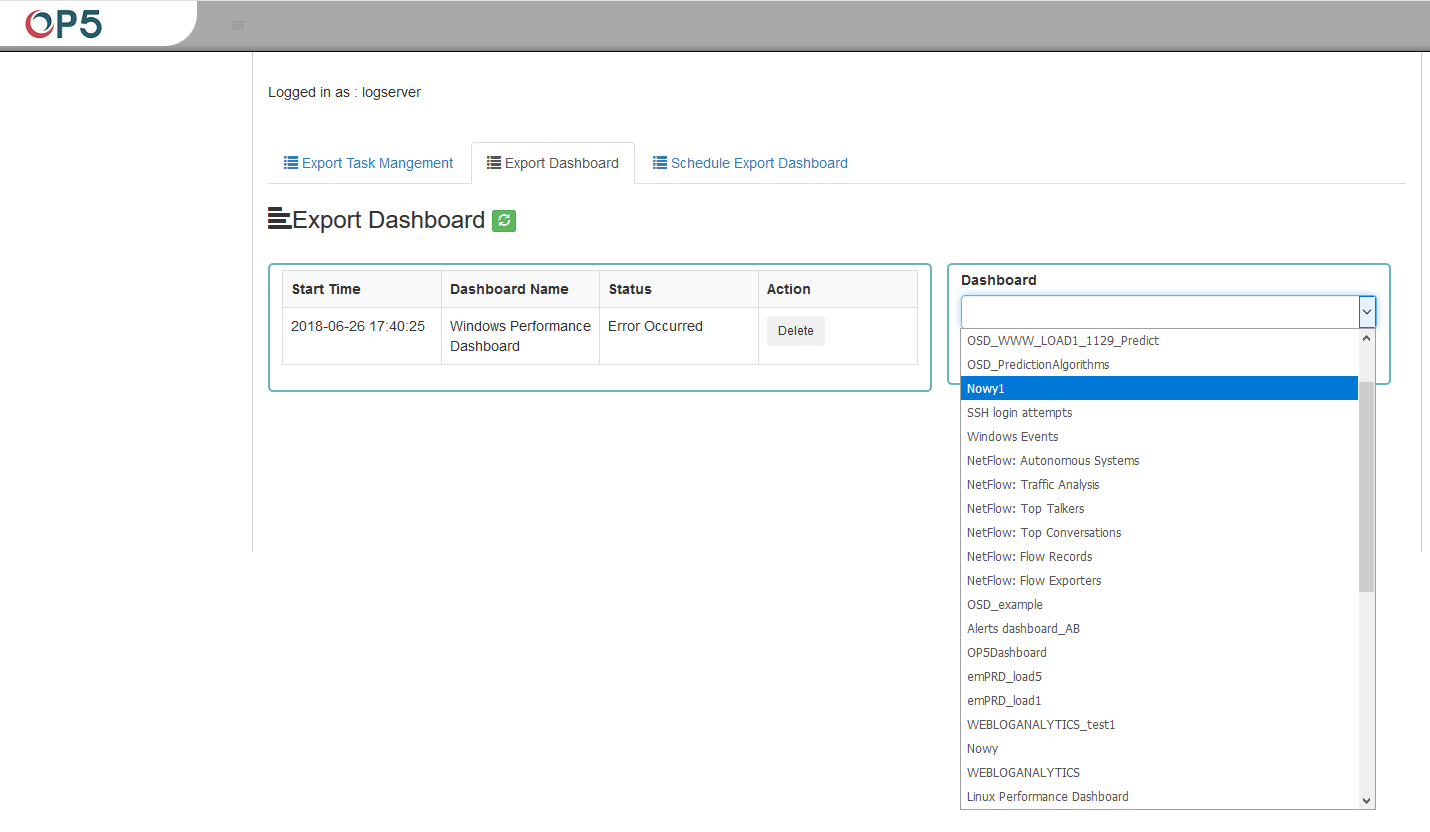 OP5
Logged in as : logserver
Export Task Mangement
Export Dashboard
Schedule Export Dashboard
Export Dashboard
Start Time
Dashboard Name
Status
Action
2018-06-26 17:40:25
Windows Performance
Dashboard
Error Occurred
Delete
Dashboard
OSD_WWW_LOAD1_1129_Predict
OSD_PredictionAlgorithms
Nowy1
SSH login attempts
Windows Events
NetFlow: Autonomous Systems
NetFlow: Traffic Analysis
NetFlow: Top Talkers
NetFlow: Top Conversations
NetFlow: Flow Records
NetFlow: Flow Exporters
OSD_example
Alerts dashboard_AB
OP5Dashboard
emPRD_load5
emPRD_load1
WEBLOGANALYTICS_test1
Nowy
WEBLOGANALYTICS
Linux Performance Dashboard